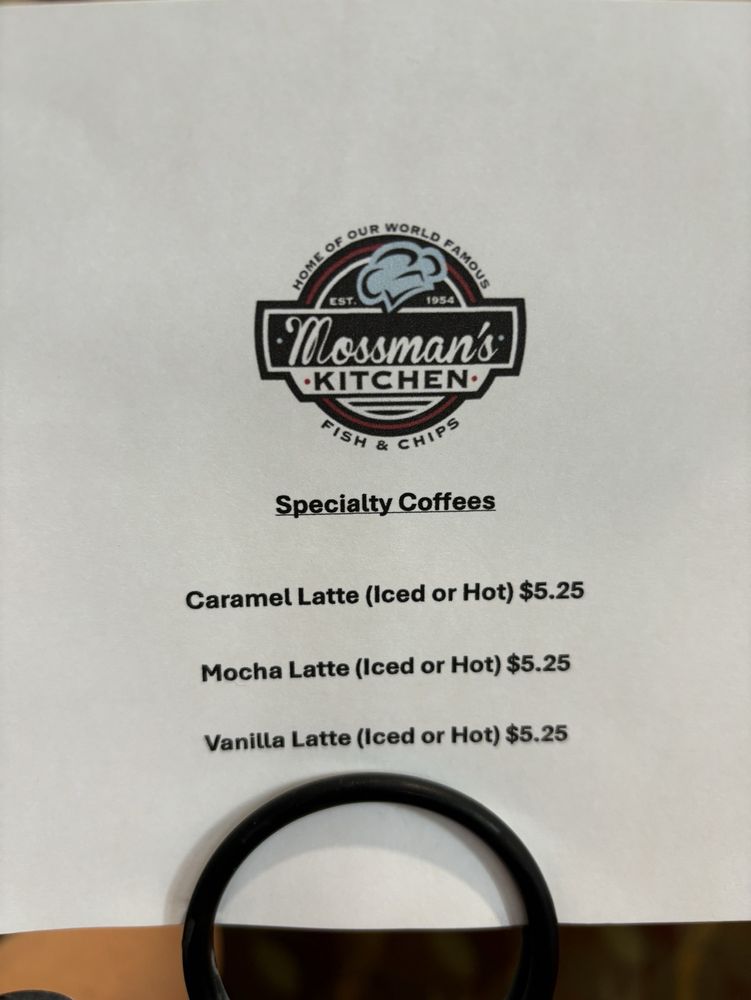 HOME OF OUR WORLD FAMOUS
EST. 1954
Mossman's
KITCHEN
FISH & CHIPS
Specialty Coffees
Caramel Latte (Iced or Hot) $5.25
Mocha Latte (Iced or Hot) $5.25
Vanilla Latte (Iced or Hot) $5.25